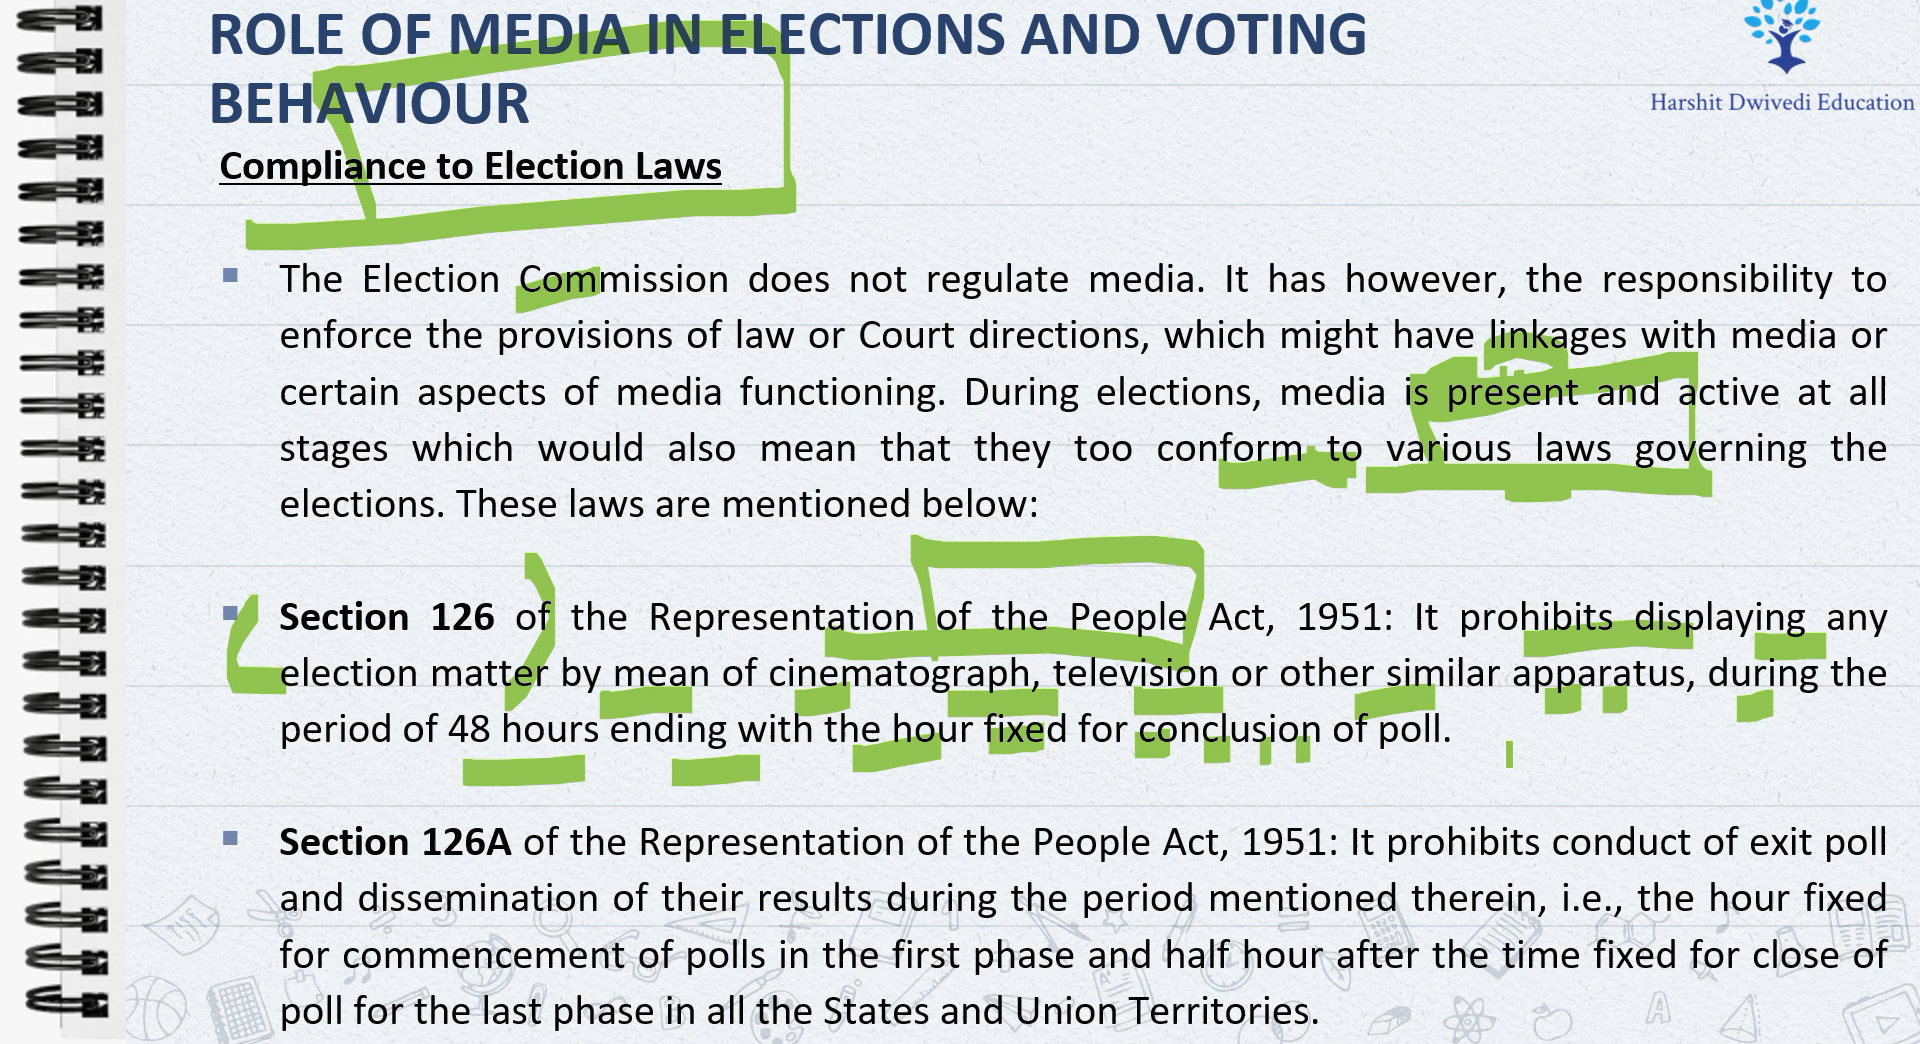 ROLE OF MEDIA IN ELECTIONS AND VOTING
BEHAVIOUR
Harshit Dwivedi Education
Compliance to Election Laws
The Election Commission does not regulate media. It has however, the responsibility to
enforce the provisions of law or Court directions, which might have linkages with media or
certain aspects of media functioning. During elections, media is present and active at all
stages which would also mean that they too conform to various laws governing the
elections. These laws are mentioned below:
Section 126 of the Representation of the People Act, 1951: It prohibits displaying any
election matter by mean of cinematograph, television or other similar apparatus, during the
period of 48 hours ending with the hour fixed for conclusion of poll.
Section 126A of the Representation of the People Act, 1951: It prohibits conduct of exit poll
and dissemination of their results during the period mentioned therein, i.e., the hour fixed
for commencement of polls in the first phase and half hour after the time fixed for close of
poll for the last phase in all the States and Union Territories.